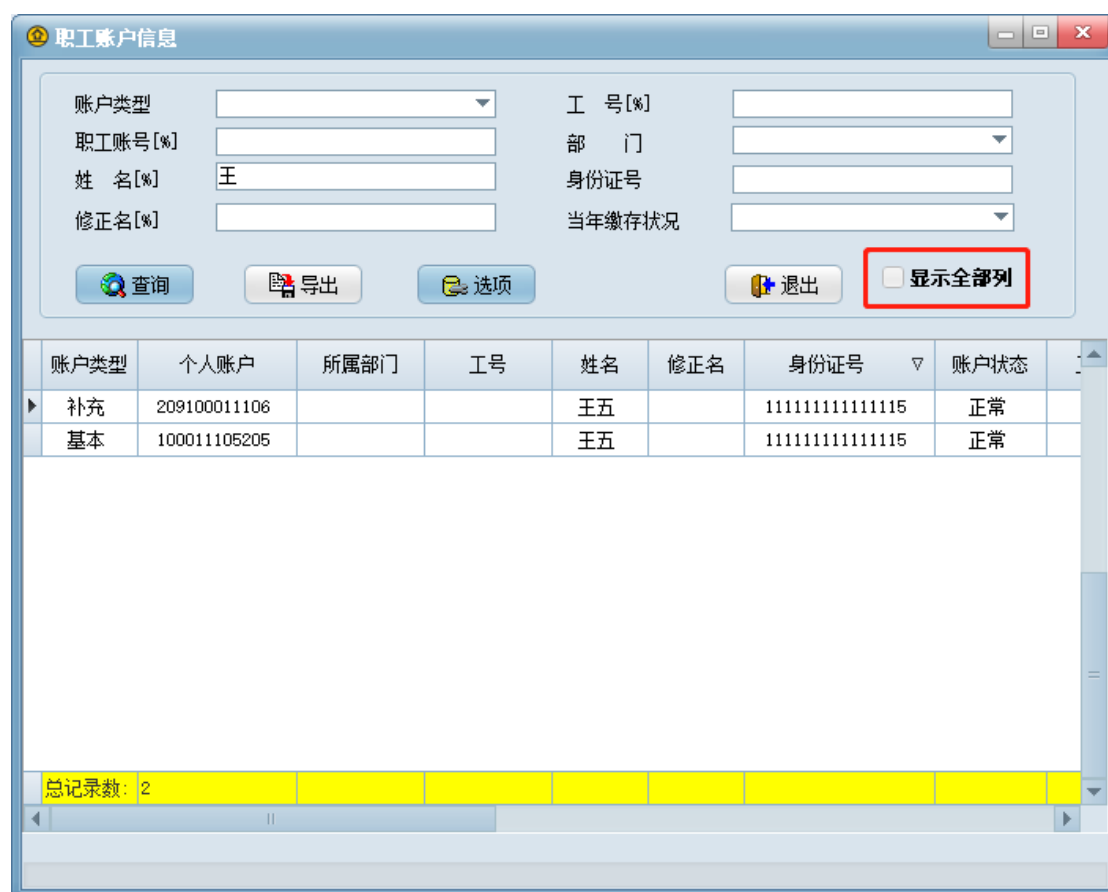 职工账户信息
账户类型 工 号[%]
职工账号[%] 部 门
姓 名[%] 王 身份证号
修正名[%] 当年缴存状况
查询 导出 选项 退出 显示全部列
账户类型 个人账户 所属部门 工号 姓名 修正名 身份证号 账户状态
补充 209100011106 王五 111111111111115 正常
基本 100011105205 王五 111111111111115 正常
总记录数: 2